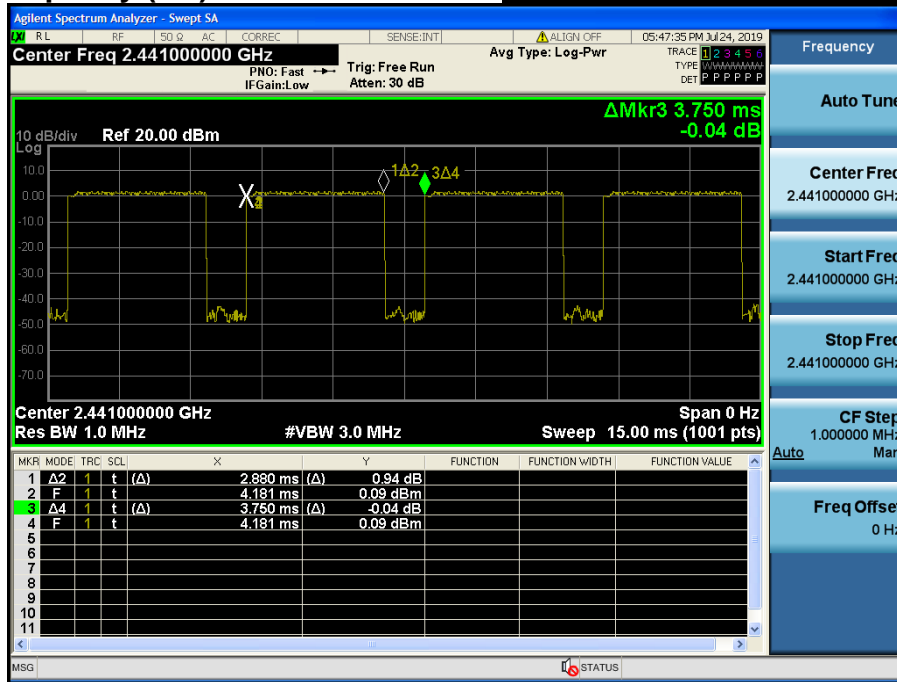 Agilent Spectrum Analyzer - Swept SA
LXI RL RF 50 Ω AC CORREC SENSE:INT ALIGN OFF 05:47:35 PM Jul 24, 2019
Center Freq 2.441000000 GHz
PNO: Fast
IFGain:Low
Trig: Free Run
Atten: 30 dB
Avg Type: Log-Pwr
TRACE 1 2 3 4 5 6
TYPE WWWWWW
DET P P P P P P
ΔMkr3 3.750 ms
-0.04 dB
10 dB/div Ref 20.00 dBm
Log
10.0
0.00
-10.0
-20.0
-30.0
-40.0
-50.0
-60.0
-70.0
X
1Δ2 3Δ4
Center 2.441000000 GHz Span 0 Hz
Res BW 1.0 MHz #VBW 3.0 MHz Sweep 15.00 ms (1001 pts)
MKR MODE TRC SCL X Y FUNCTION FUNCTION WIDTH FUNCTION VALUE
1 Δ2 1 t (Δ) 2.880 ms (Δ) 0.94 dB
2 F 1 t 4.181 ms 0.09 dBm
3 Δ4 1 t (Δ) 3.750 ms (Δ) -0.04 dB
4 F 1 t 4.181 ms 0.09 dBm
5
6
7
8
9
10
11
MSG STATUS
Frequency
Auto Tune
Center Freq
2.441000000 GHz
Start Freq
2.441000000 GHz
Stop Freq
2.441000000 GHz
CF Step
1.000000 MHz
Auto Man
Freq Offset
0 Hz